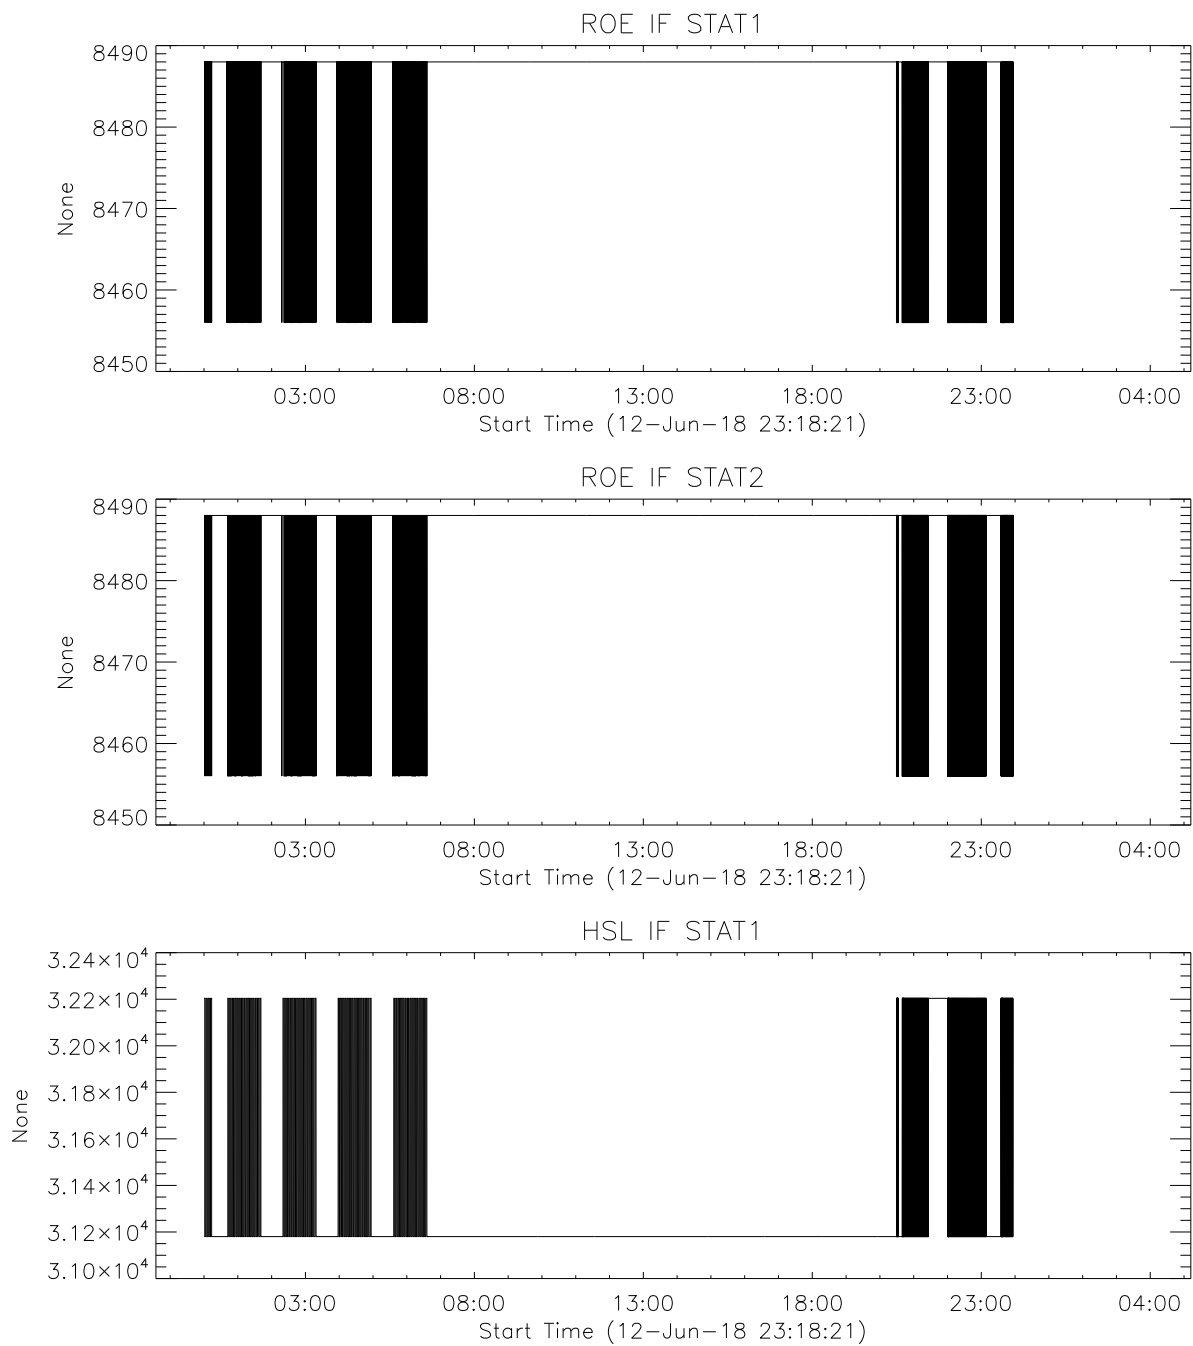 ROE IF STAT1
8490
8480
8470
8460
8450
None
03:00 08:00 13:00 18:00 23:00 04:00
Start Time (12-Jun-18 23:18:21)
ROE IF STAT2
8490
8480
8470
8460
8450
None
03:00 08:00 13:00 18:00 23:00 04:00
Start Time (12-Jun-18 23:18:21)
HSL IF STAT1
3.24×10⁴
3.22×10⁴
3.20×10⁴
3.18×10⁴
3.16×10⁴
3.14×10⁴
3.12×10⁴
3.10×10⁴
None
03:00 08:00 13:00 18:00 23:00 04:00
Start Time (12-Jun-18 23:18:21)